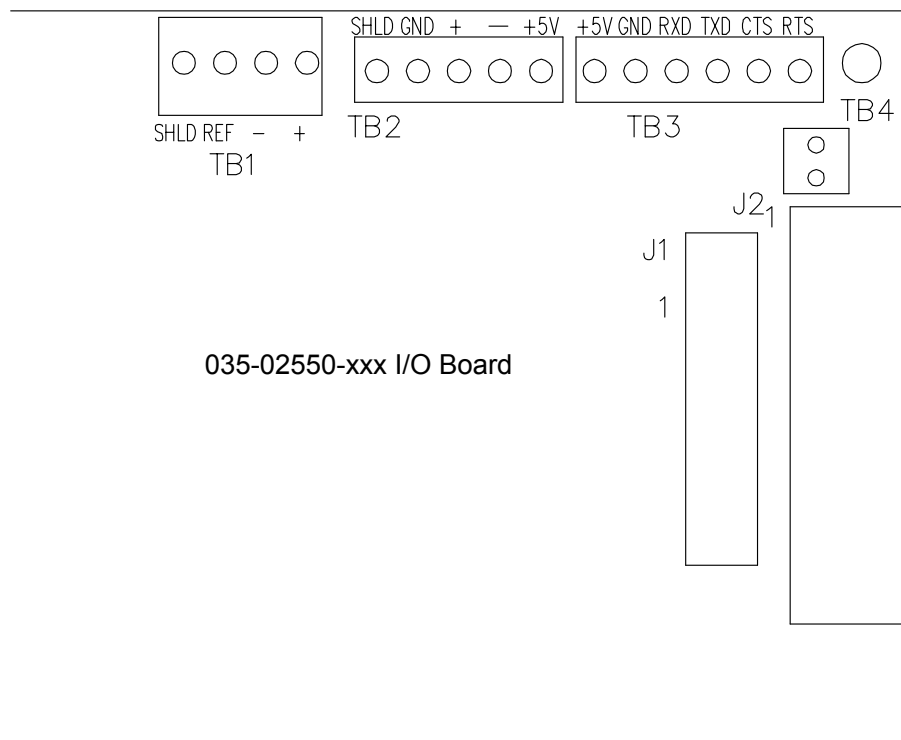 SHLD GND + — +5V +5V GND RXD TXD CTS RTS
SHLD REF – +
TB1
TB2
TB3
TB4
J2
1
J1
1
035-02550-xxx I/O Board